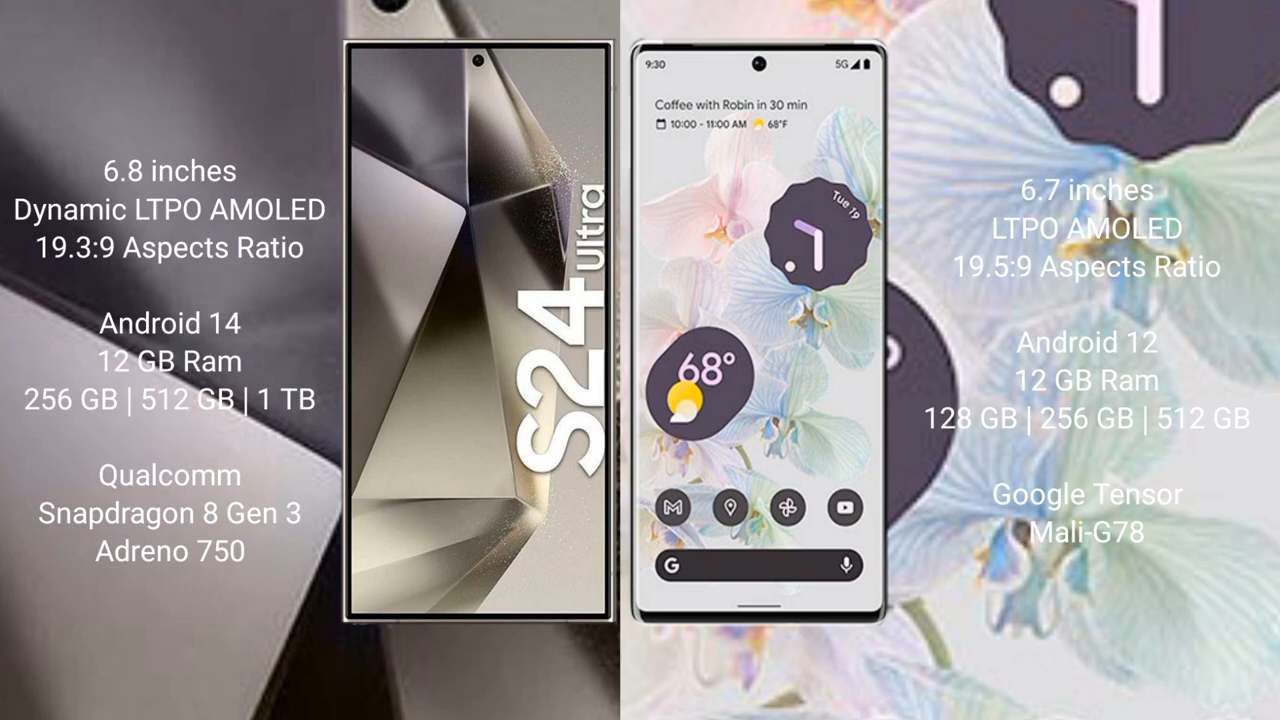 6.8 inches
Dynamic LTPO AMOLED
19.3:9 Aspects Ratio
Android 14
12 GB Ram
256 GB | 512 GB | 1 TB
Qualcomm
Snapdragon 8 Gen 3
Adreno 750
S24 ultra
9:30
5G
Coffee with Robin in 30 min
10:00 - 11:00 AM 68°F
Tue 19
68°
G
6.7 inches
LTPO AMOLED
19.5:9 Aspects Ratio
Android 12
12 GB Ram
128 GB | 256 GB | 512 GB
Google Tensor
Mali-G78